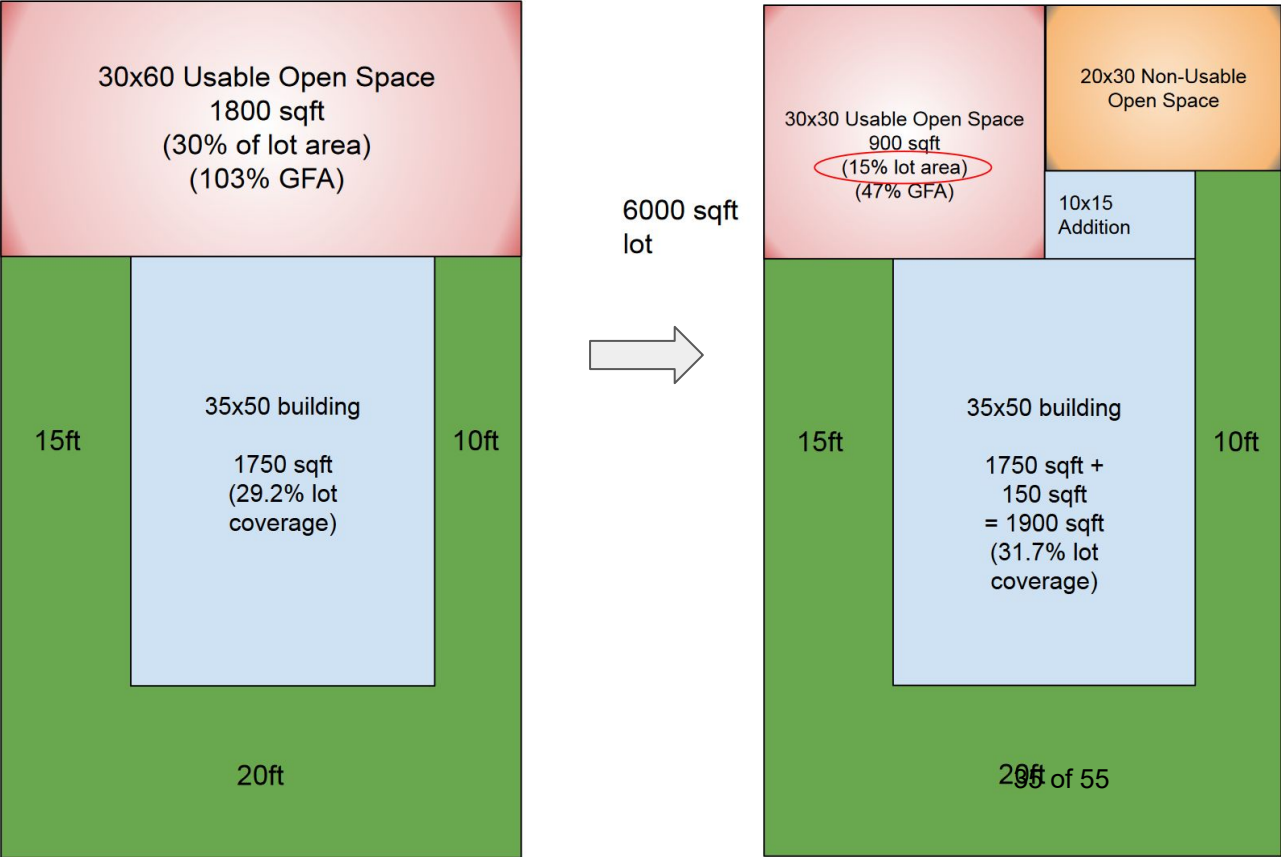 30x60 Usable Open Space
1800 sqft
(30% of lot area)
(103% GFA)
35x50 building
1750 sqft
(29.2% lot
coverage)
15ft
10ft
20ft
6000 sqft
lot
30x30 Usable Open Space
900 sqft
(15% lot area)
(47% GFA)
20x30 Non-Usable
Open Space
10x15
Addition
35x50 building
1750 sqft +
150 sqft
= 1900 sqft
(31.7% lot
coverage)
15ft
10ft
20ft
35 of 55